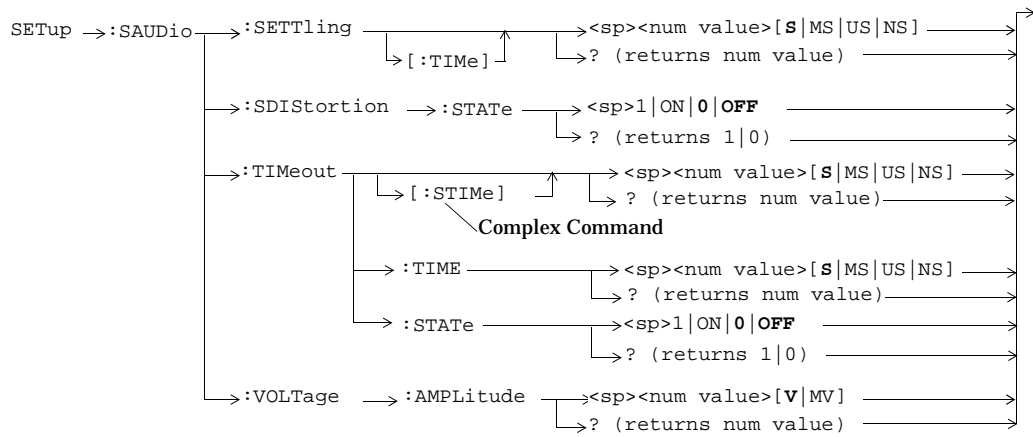 SETup :SAUDio :SETTling <sp><num value>[S|MS|US|NS]
[:TIMe] ? (returns num value)
:SDIStortion :STATe <sp>1|ON|0|OFF
? (returns 1|0)
:TIMeout <sp><num value>[S|MS|US|NS]
[:STIMe] ? (returns num value)
Complex Command
:TIME <sp><num value>[S|MS|US|NS]
? (returns num value)
:STATe <sp>1|ON|0|OFF
? (returns 1|0)
:VOLTage :AMPLitude <sp><num value>[V|MV]
? (returns num value)